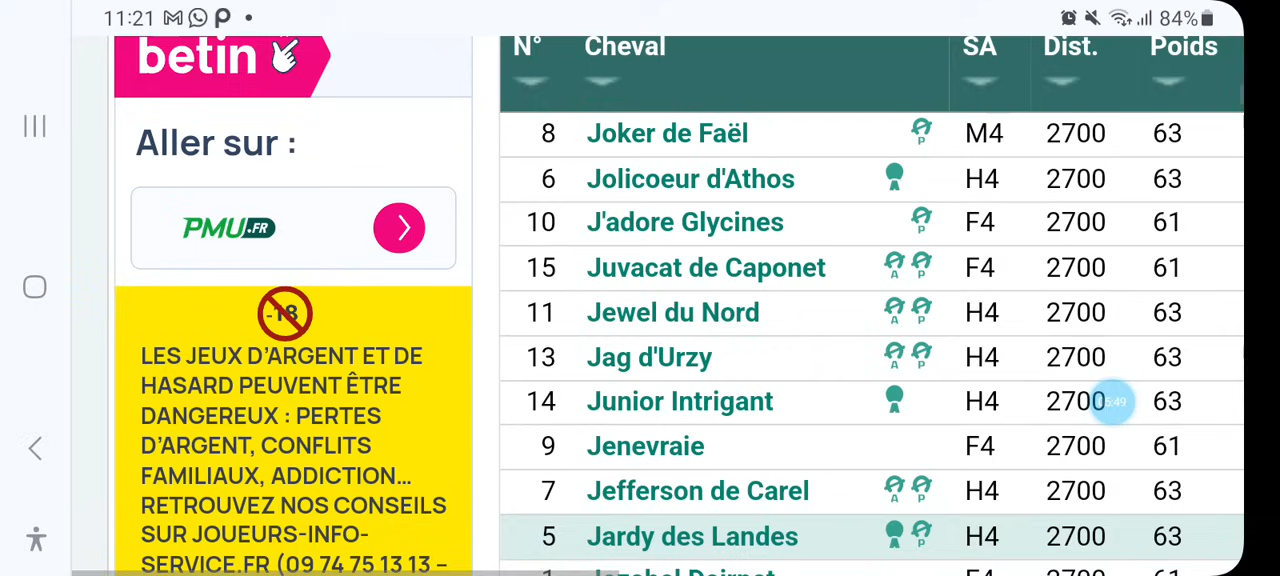 11:21 84%
betin
Aller sur :
PMU.FR
-18
LES JEUX D'ARGENT ET DE
HASARD PEUVENT ÊTRE
DANGEREUX : PERTES
D'ARGENT, CONFLITS
FAMILIAUX, ADDICTION...
RETROUVEZ NOS CONSEILS
SUR JOUEURS-INFO-
SERVICE.FR (09 74 75 13 13 –
N° Cheval SA Dist. Poids
8 Joker de Faël P M4 2700 63
6 Jolicoeur d'Athos A H4 2700 63
10 J'adore Glycines P F4 2700 61
15 Juvacat de Caponet A P F4 2700 61
11 Jewel du Nord A P H4 2700 63
13 Jag d'Urzy A P H4 2700 63
14 Junior Intrigant A H4 2700 63
05:49
9 Jenevraie F4 2700 61
7 Jefferson de Carel A P H4 2700 63
5 Jardy des Landes A P H4 2700 63